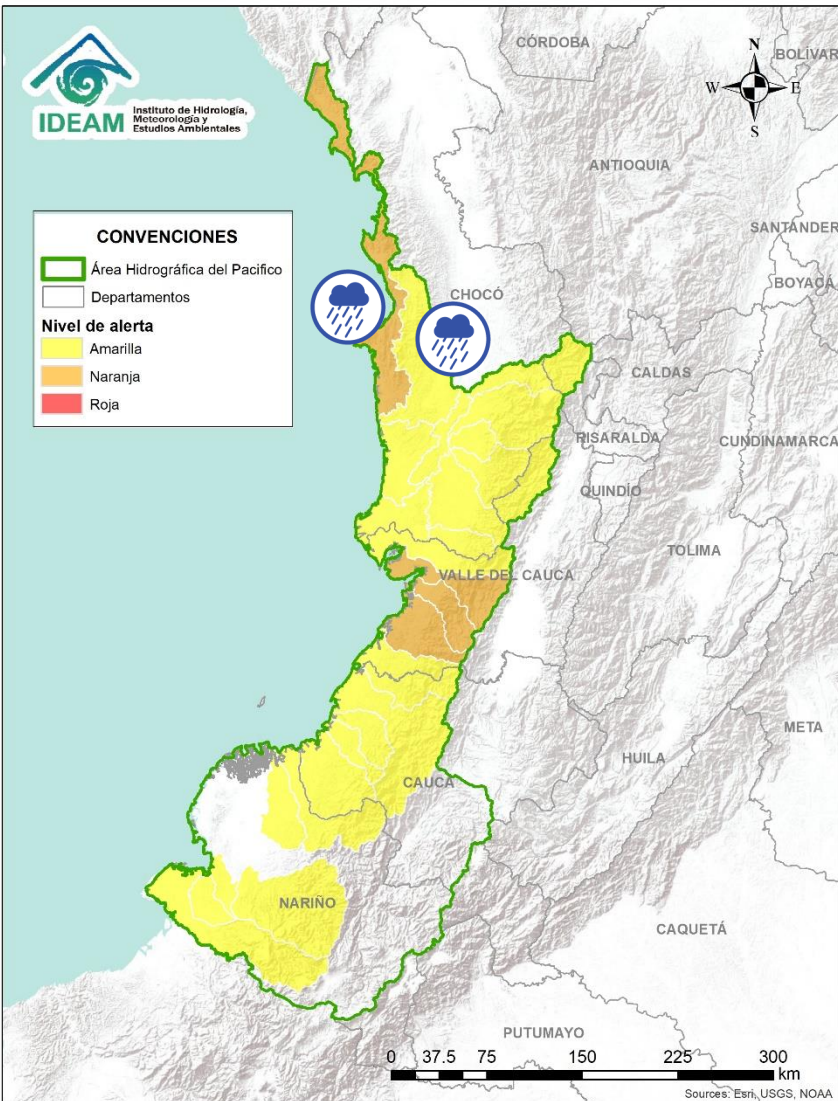 IDEAM
Instituto de Hidrología,
Meteorología y
Estudios Ambientales
N
W
E
S
CÓRDOBA
BOLÍVAR
ANTIOQUIA
SANTANDER
BOYACÁ
CHOCÓ
CALDAS
RISARALDA
CUNDINAMARCA
QUINDÍO
TOLIMA
VALLE DEL CAUCA
META
HUILA
CAUCA
NARIÑO
CAQUETÁ
PUTUMAYO
CONVENCIONES
Área Hidrográfica del Pacifico
Departamentos
Nivel de alerta
Amarilla
Naranja
Roja
0 37.5 75 150 225 300
km
Sources: Esri, USGS, NOAA